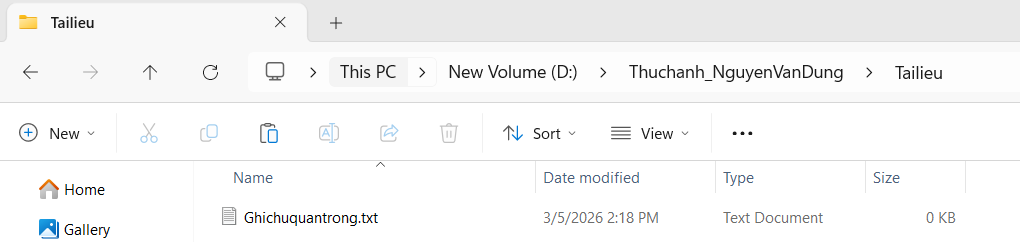 Tailieu
This PC > New Volume (D:) > Thuchanh_NguyenVanDung > Tailieu
New Sort View
Name Date modified Type Size
Home
Ghichuquantrong.txt 3/5/2026 2:18 PM Text Document 0 KB
Gallery